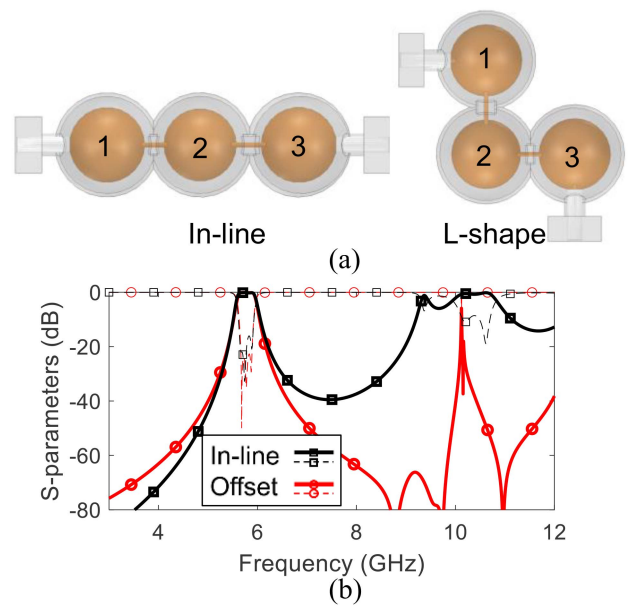 1 2 3
1
2 3
In-line L-shape
(a)
S-parameters (dB)
0
-20
-40
-60
-80
In-line
Offset
4 6 8 10 12
Frequency (GHz)
(b)